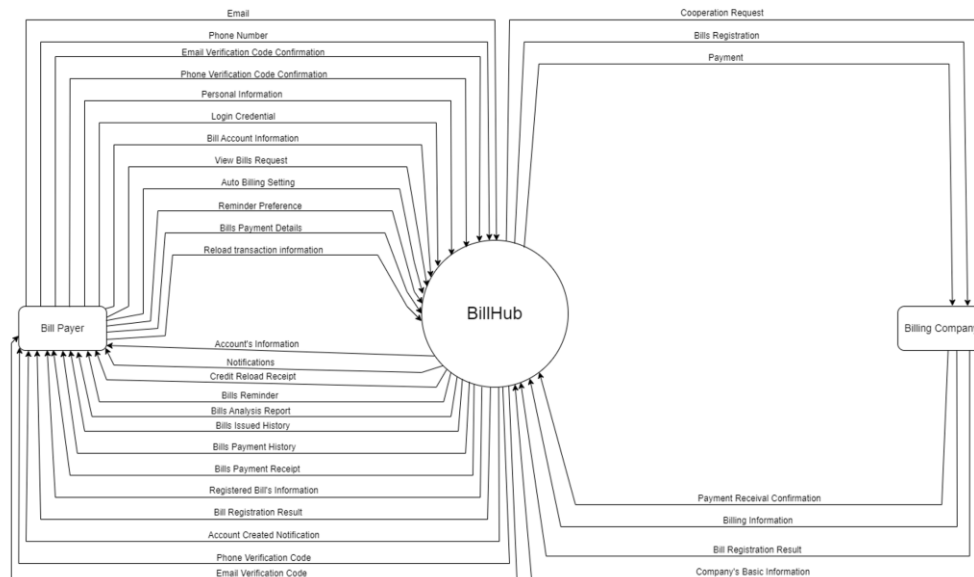 Email
Cooperation Request
Phone Number
Bills Registration
Email Verification Code Confirmation
Payment
Phone Verification Code Confirmation
Personal Information
Login Credential
Bill Account Information
View Bills Request
Auto Billing Setting
Reminder Preference
Bills Payment Details
Reload transaction information
BillHub
Bill Payer
Billing Company
Account's Information
Notifications
Credit Reload Receipt
Bills Reminder
Bills Analysis Report
Bills Issued History
Bills Payment History
Bills Payment Receipt
Registered Bill's Information
Payment Receival Confirmation
Bill Registration Result
Billing Information
Account Created Notification
Bill Registration Result
Phone Verification Code
Email Verification Code
Company's Basic Information